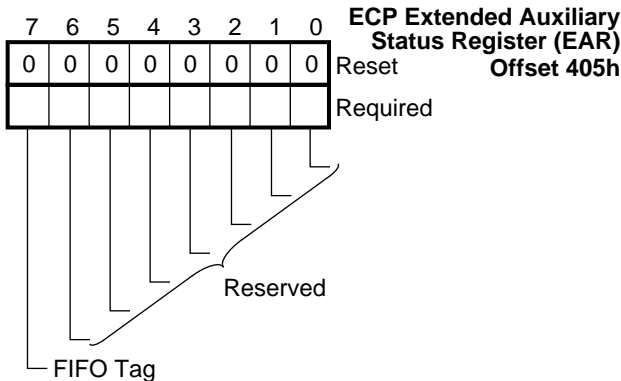 7 6 5 4 3 2 1 0
ECP Extended Auxiliary
Status Register (EAR)
Offset 405h
0 0 0 0 0 0 0 0 Reset
Required
Reserved
FIFO Tag